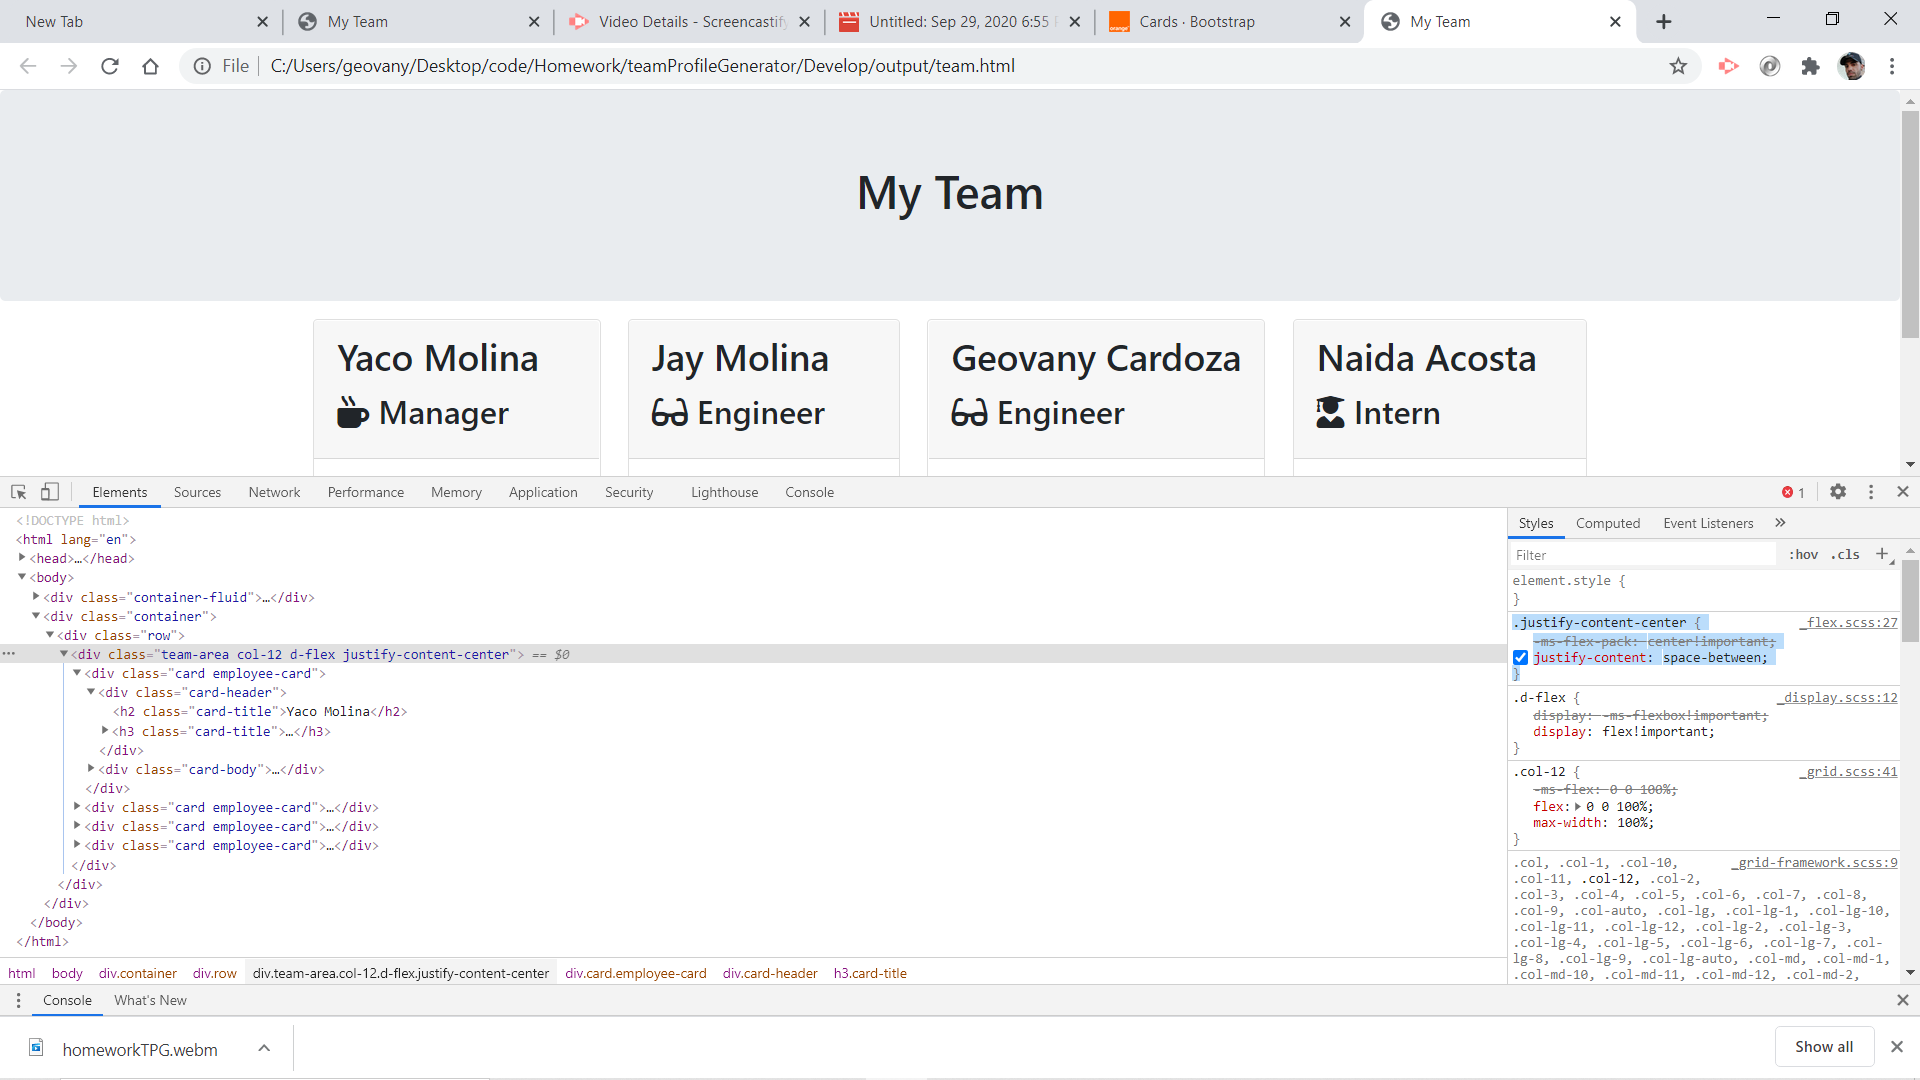 New Tab
My Team
Video Details - Screencastify
Untitled: Sep 29, 2020 6:55
Cards · Bootstrap
My Team
File
C:/Users/geovany/Desktop/code/Homework/teamProfileGenerator/Develop/output/team.html
My Team
Yaco Molina
Manager
Jay Molina
Engineer
Geovany Cardoza
Engineer
Naida Acosta
Intern
Elements Sources Network Performance Memory Application Security Lighthouse Console
1
<!DOCTYPE html>
<html lang="en">
<head>…</head>
<body>
<div class="container-fluid">…</div>
<div class="container">
<div class="row">
<div class="team-area col-12 d-flex justify-content-center"> == $0
<div class="card employee-card">
<div class="card-header">
<h2 class="card-title">Yaco Molina</h2>
<h3 class="card-title">…</h3>
</div>
<div class="card-body">…</div>
</div>
<div class="card employee-card">…</div>
<div class="card employee-card">…</div>
<div class="card employee-card">…</div>
</div>
</div>
</div>
</body>
</html>
html body div.container div.row div.team-area.col-12.d-flex.justify-content-center div.card.employee-card div.card-header h3.card-title
Styles Computed Event Listeners »
Filter
:hov .cls +
element.style {
}
.justify-content-center {
_flex.scss:27
-ms-flex-pack: center!important;
justify-content: space-between;
}
.d-flex {
_display.scss:12
display: -ms-flexbox!important;
display: flex!important;
}
.col-12 {
_grid.scss:41
-ms-flex: 0 0 100%;
flex: 0 0 100%;
max-width: 100%;
}
.col, .col-1, .col-10,
_grid-framework.scss:9
.col-11, .col-12, .col-2,
.col-3, .col-4, .col-5, .col-6, .col-7, .col-8,
.col-9, .col-auto, .col-lg, .col-lg-1, .col-lg-10,
.col-lg-11, .col-lg-12, .col-lg-2, .col-lg-3,
.col-lg-4, .col-lg-5, .col-lg-6, .col-lg-7, .col-
lg-8, .col-lg-9, .col-lg-auto, .col-md, .col-md-1,
.col-md-10, .col-md-11, .col-md-12, .col-md-2,
Console What's New
homeworkTPG.webm
Show all